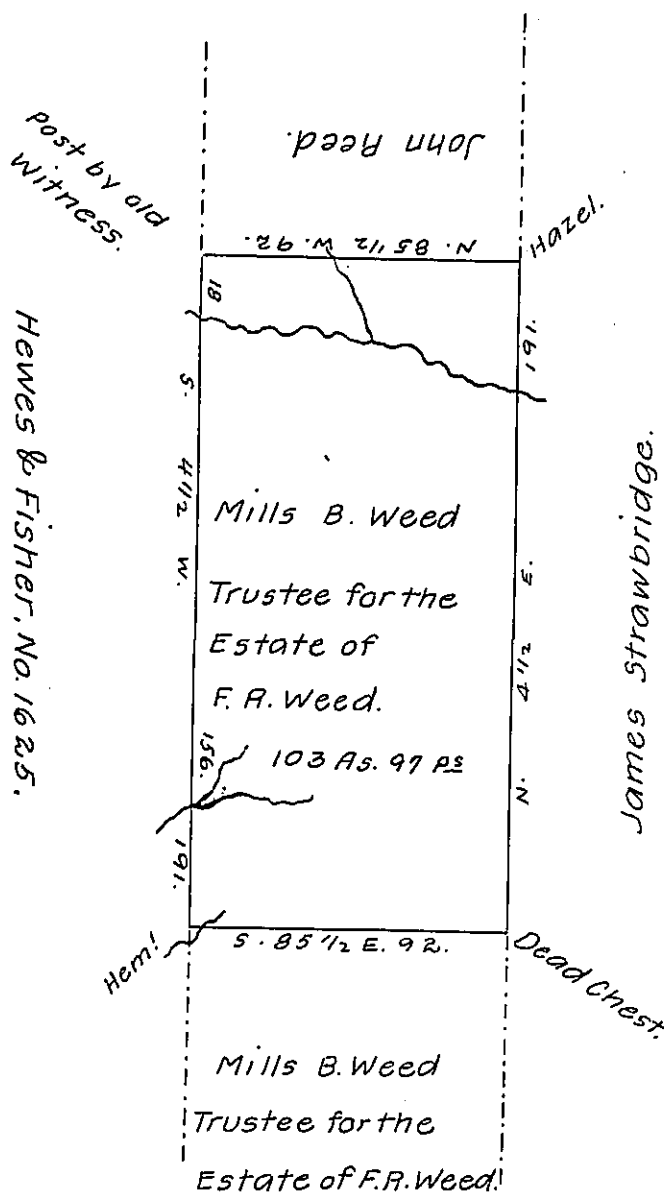 John Reed.
post by old
Witness.
N. 85 1/2 W. 92.
Hazel.
18
191.
S. 4 1/2 W.
N. 4 1/2 E.
Hewes & Fisher, No. 1625.
James Strawbridge.
Mills B. Weed
Trustee for the
Estate of
F. R. Weed.
156.
103 As. 97 Ps
191.
Hem!
S. 85 1/2 E. 92.
Dead Chest.
Mills B. Weed
Trustee for the
Estate of F.R. Weed.